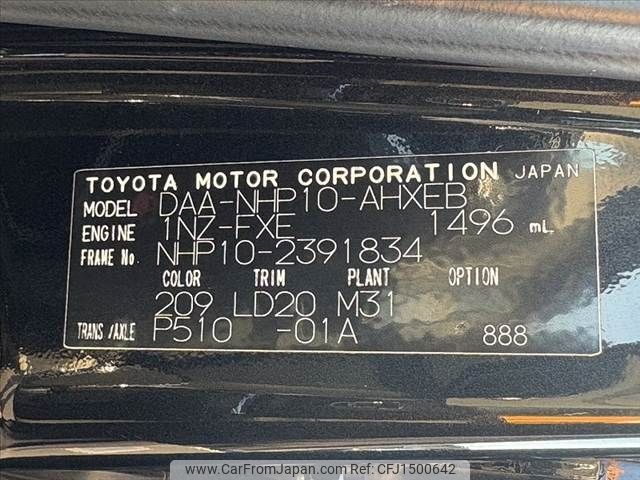 TOYOTA MOTOR CORPORATION JAPAN
MODEL DAA-NHP10-AHXEB
ENGINE 1NZ-FXE 1496 mL
FRAME No. NHP10-2391834
COLOR TRIM PLANT OPTION
209 LD20 M31
TRANS/AXLE P510 -01A 888
www.CarFromJapan.com - CFJ1500642